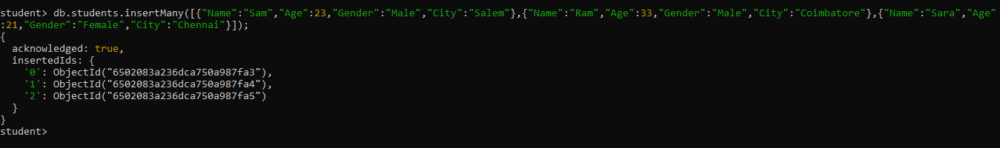 student> db.students.insertMany([{"Name":"Sam","Age":23,"Gender":"Male","City":"Salem"},{"Name":"Ram","Age":33,"Gender":"Male","City":"Coimbatore"},{"Name":"Sara","Age"
:21,"Gender":"Female","City":"Chennai"}]);
{
  acknowledged: true,
  insertedIds: {
    '0': ObjectId("6502083a236dca750a987fa3"),
    '1': ObjectId("6502083a236dca750a987fa4"),
    '2': ObjectId("6502083a236dca750a987fa5")
  }
}
student>